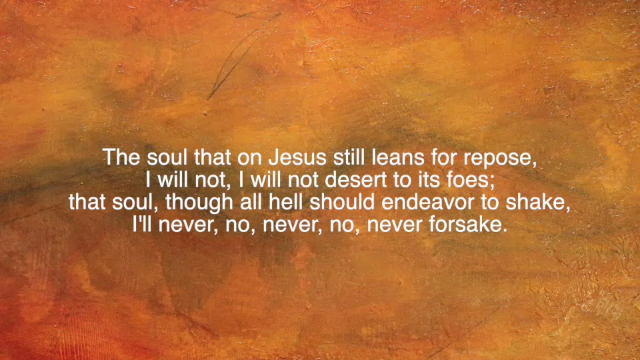 The soul that on Jesus still leans for repose,
I will not, I will not desert to its foes;
that soul, though all hell should endeavor to shake,
I'll never, no, never, no, never forsake.